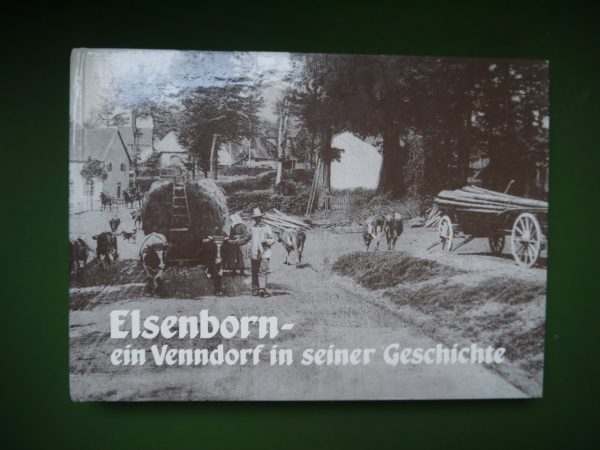 Elsenborn-
ein Venndorf in seiner Geschichte